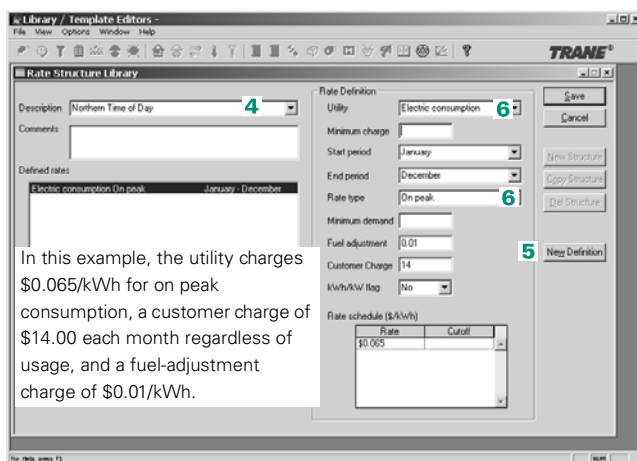 Library / Template Editors -
File View Options Window Help
TRANE®
Rate Structure Library
Description Northern Time of Day 4
Comments
Defined rates
Electric consumption On peak January - December
In this example, the utility charges
$0.065/kWh for on peak
consumption, a customer charge of
$14.00 each month regardless of
usage, and a fuel-adjustment
charge of $0.01/kWh.
Rate Definition
Utility Electric consumption 6
Minimum charge
Start period January
End period December
Rate type On peak 6
Minimum demand
Fuel adjustment 0.01
Customer Charge 14
kWh/kW flag No
Rate schedule ($/kWh)
Rate Cutoff
$0.065
Save
Cancel
New Structure
Copy Structure
Del Structure
5 New Definition
For Help, press F1
NUM